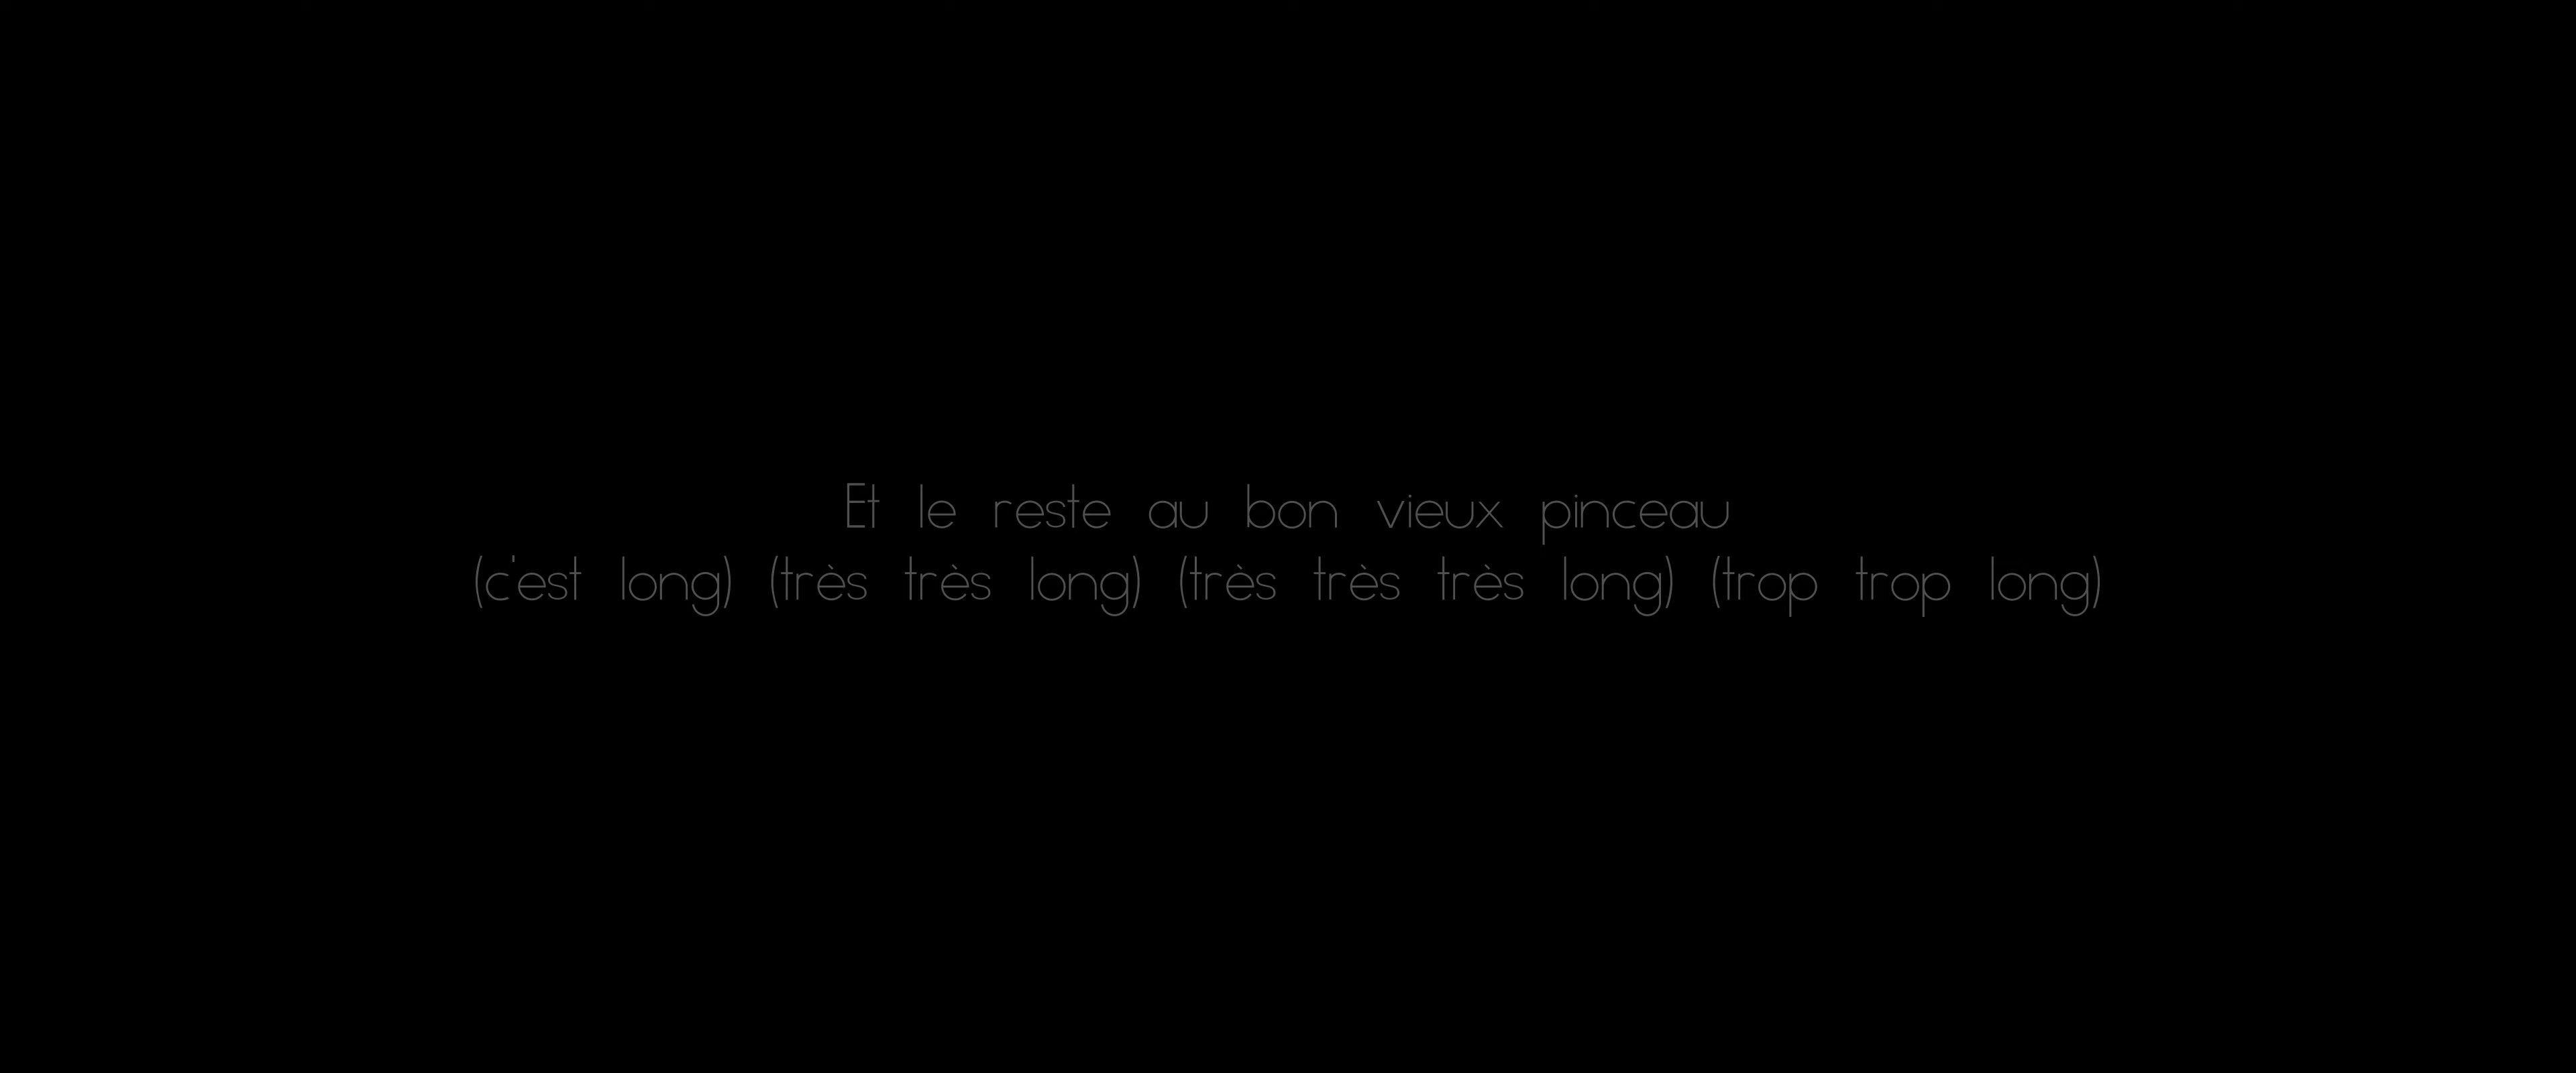 Et le reste au bon vieux pinceau
(c'est long) (très très long) (très très très long) (trop trop long)